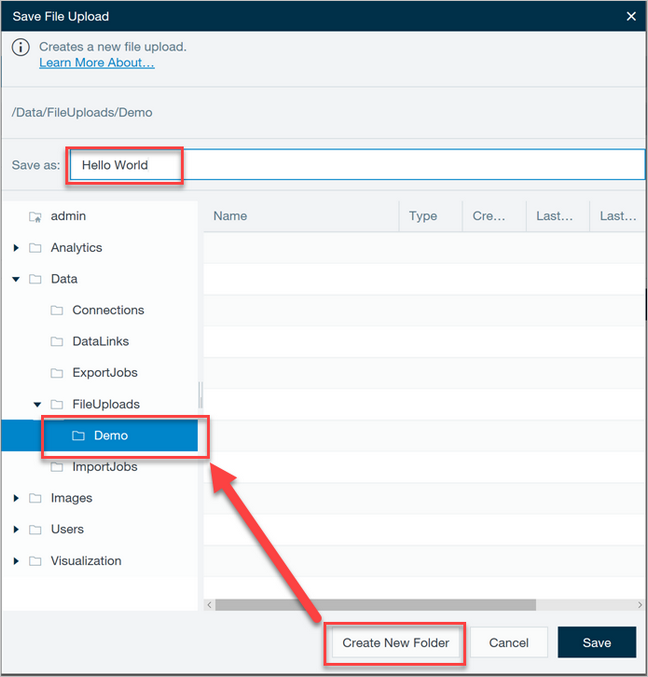 Save File Upload
Creates a new file upload.
Learn More About...
/Data/FileUploads/Demo
Save as: Hello World
admin
Name Type Cre... Last... Last...
Analytics
Data
Connections
DataLinks
ExportJobs
FileUploads
Demo
ImportJobs
Images
Users
Visualization
Create New Folder Cancel Save